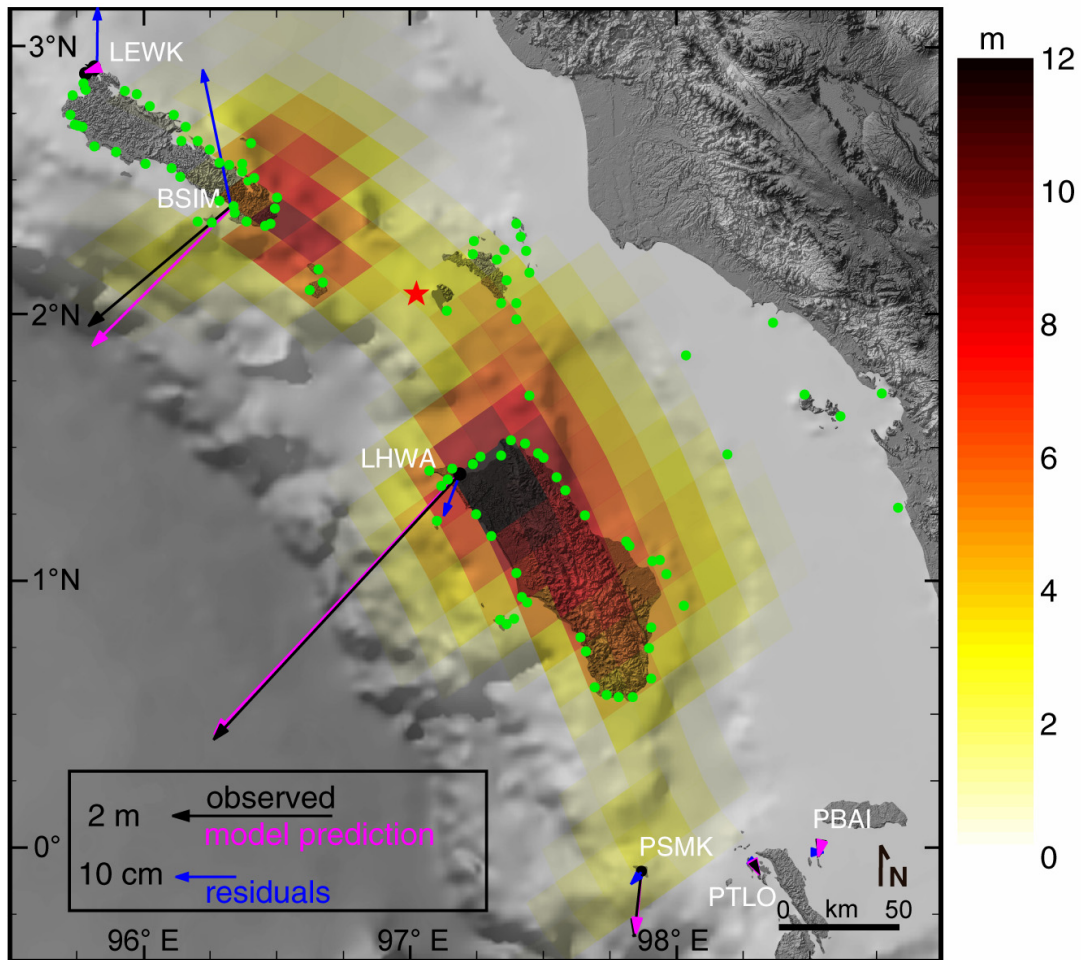 m
12
3°N
LEWK
10
BSIM
2°N
8
LHWA
6
1°N
4
2
observed
2 m
model prediction
PBAI
PSMK
0°
0
10 cm
residuals
N
PTLO
0 km 50
96° E
97° E
98° E